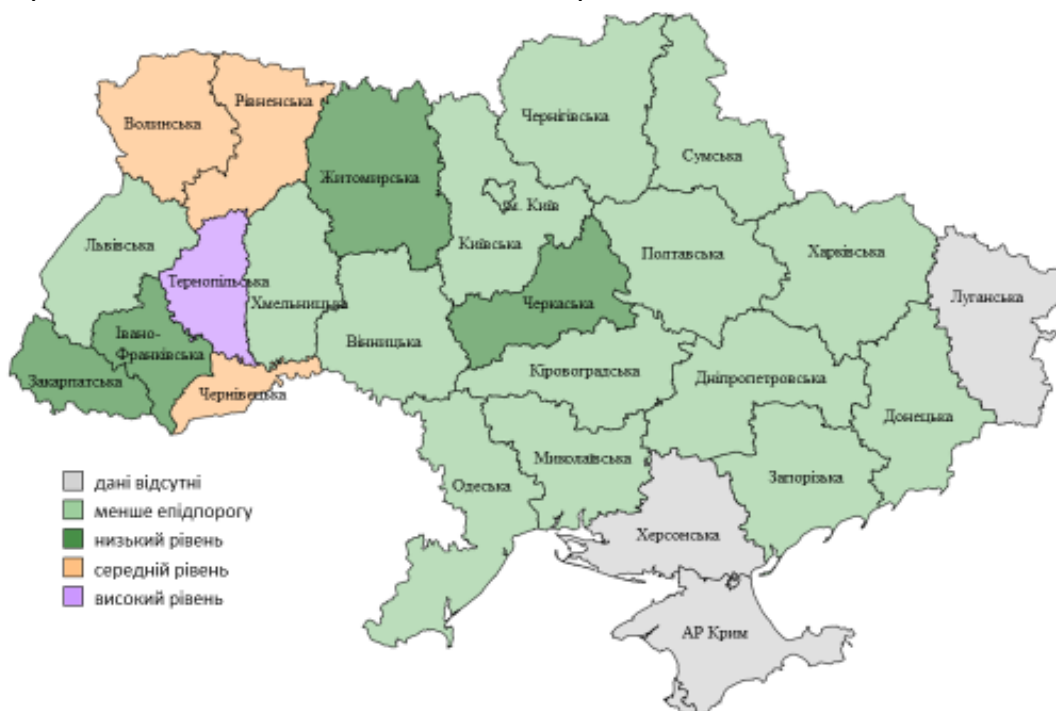 Чернігівська
Рівненська
Волинська
Сумська
Житомирська
м. Київ
Львівська
Київська
Полтавська
Харківська
Тернопільська
Хмельницька
Черкаська
Луганська
Івано-
Франківська
Вінницька
Закарпатська
Чернівецька
Кіровоградська
Дніпропетровська
Донецька
Миколаївська
Запорізька
Одеська
Херсонська
АР Крим
дані відсутні
менше епідпорогу
низький рівень
середній рівень
високий рівень